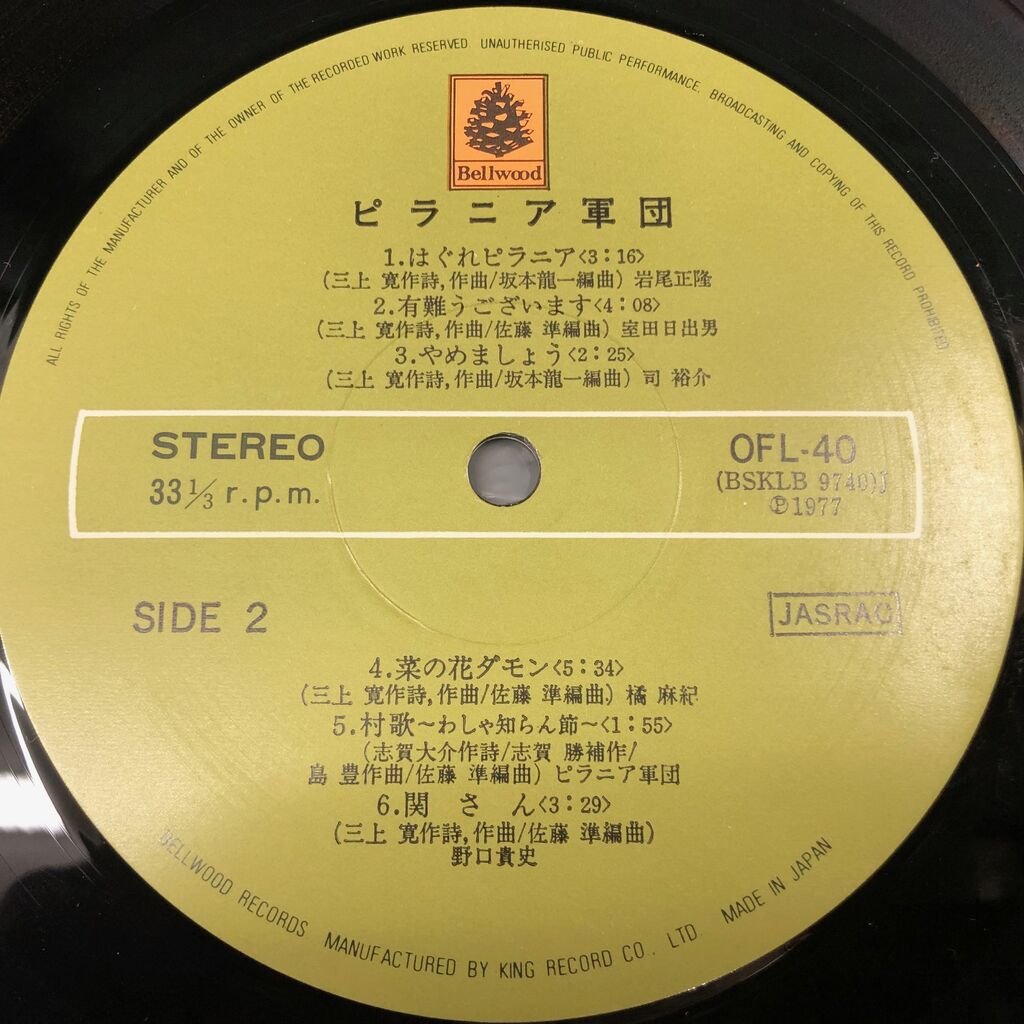 ALL RIGHTS OF THE MANUFACTURER AND OF THE OWNER OF THE RECORDED WORK RESERVED. UNAUTHORISED PUBLIC PERFORMANCE, BROADCASTING AND COPYING OF THIS RECORD PROHIBITED
Bellwood
ピラニア軍団
1.はぐれピラニア<3:16>
(三上 寛作詩,作曲/坂本龍一編曲) 岩尾正隆
2.有難うございます<4:08>
(三上 寛作詩,作曲/佐藤 準編曲) 室田日出男
3.やめましょう<2:25>
(三上 寛作詩,作曲/坂本龍一編曲) 司 裕介
STEREO
33 1/3 r.p.m.
OFL-40
(BSKLB 9740)J
Ⓟ1977
SIDE 2
JASRAC
4.菜の花ダモン<5:34>
(三上 寛作詩,作曲/佐藤 準編曲) 橘 麻紀
5.村歌~わしゃ知らん節~<1:55>
(志賀大介作詩/志賀 勝補作/
島 豊作曲/佐藤 準編曲) ピラニア軍団
6.関 さ ん<3:29>
(三上 寛作詩,作曲/佐藤 準編曲)
野口貴史
BELLWOOD RECORDS MANUFACTURED BY KING RECORD CO., LTD. MADE IN JAPAN